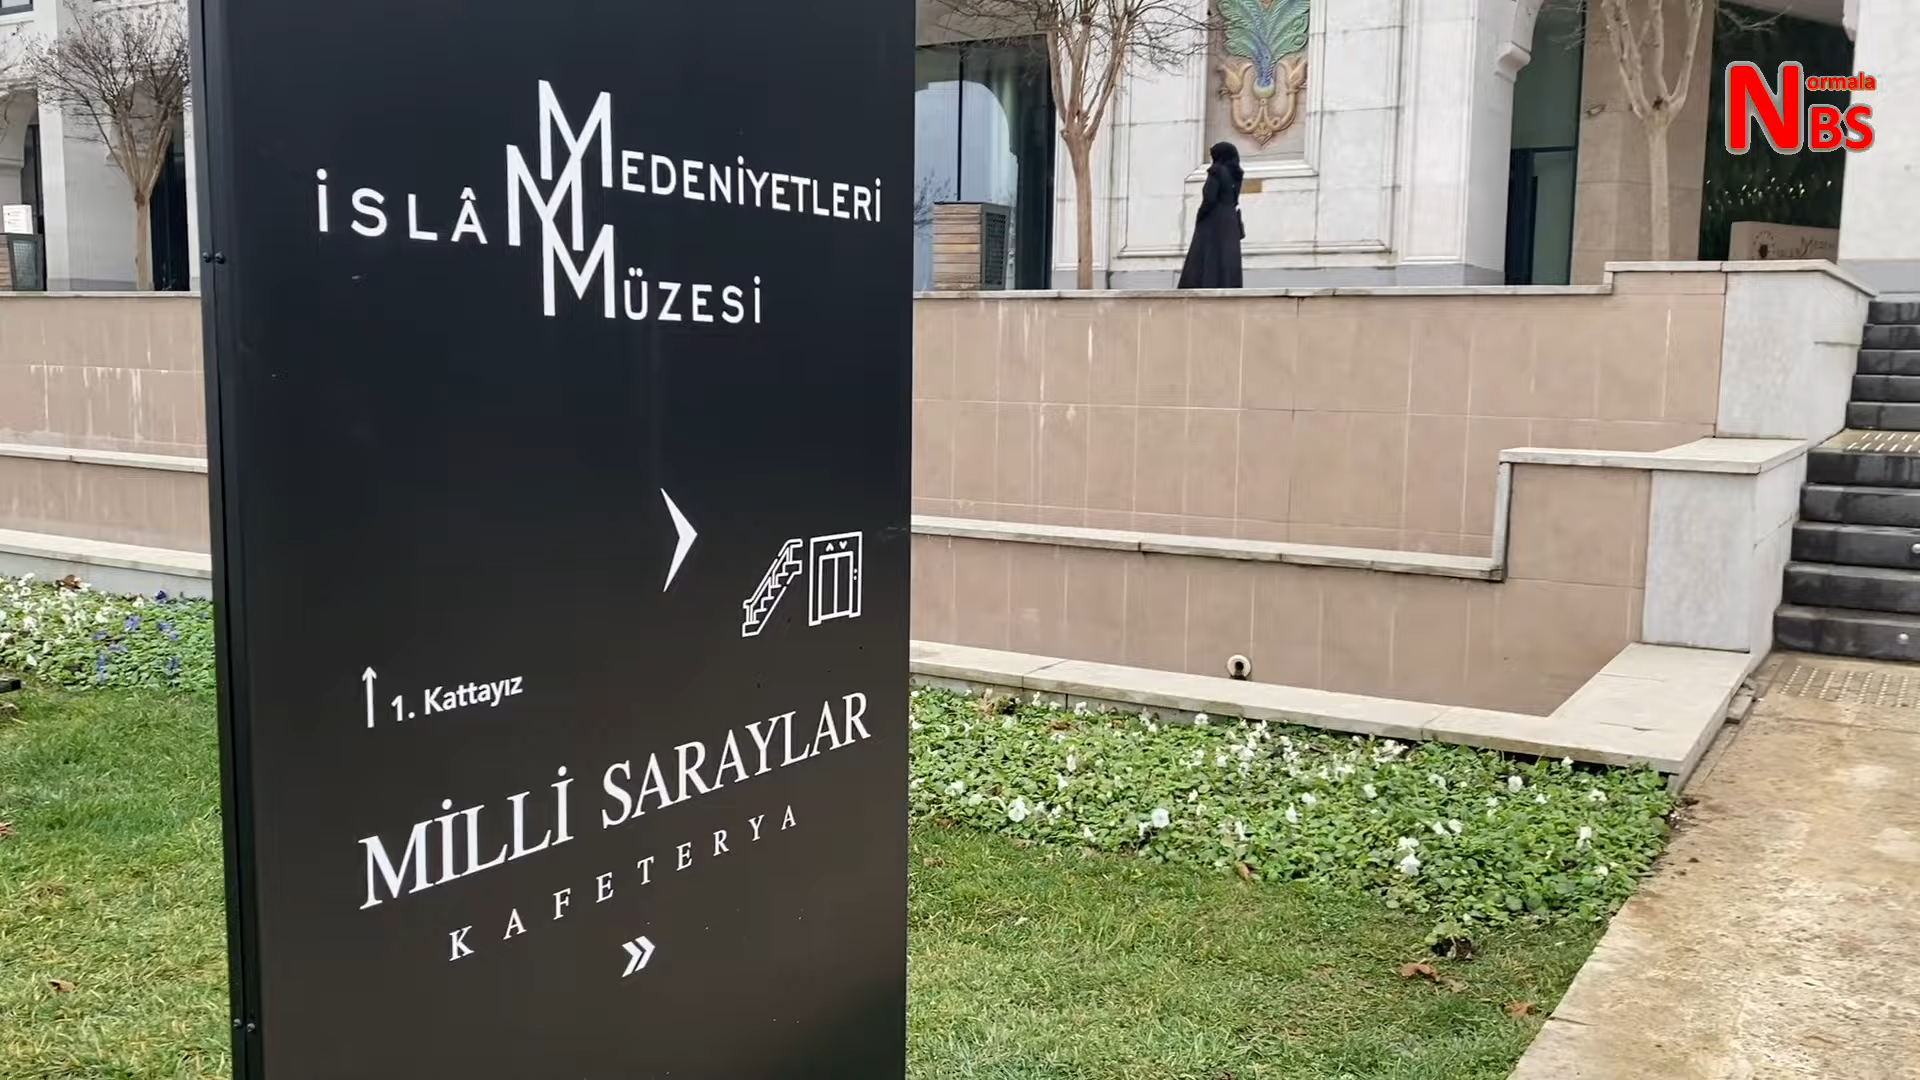 İSLÂM MEDENİYETLERİ
MÜZESİ
1. Kattayız
MİLLİ SARAYLAR
KAFETERYA
Normala
NBS